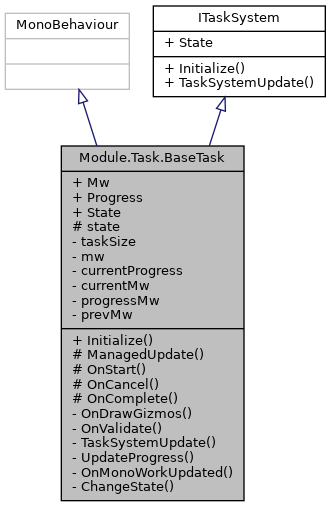 MonoBehaviour
ITaskSystem
+ State
+ Initialize()
+ TaskSystemUpdate()
Module.Task.BaseTask
+ Mw
+ Progress
+ State
# state
- taskSize
- mw
- currentProgress
- currentMw
- progressMw
- prevMw
+ Initialize()
# ManagedUpdate()
# OnStart()
# OnCancel()
# OnComplete()
- OnDrawGizmos()
- OnValidate()
- TaskSystemUpdate()
- UpdateProgress()
- OnMonoWorkUpdated()
- ChangeState()